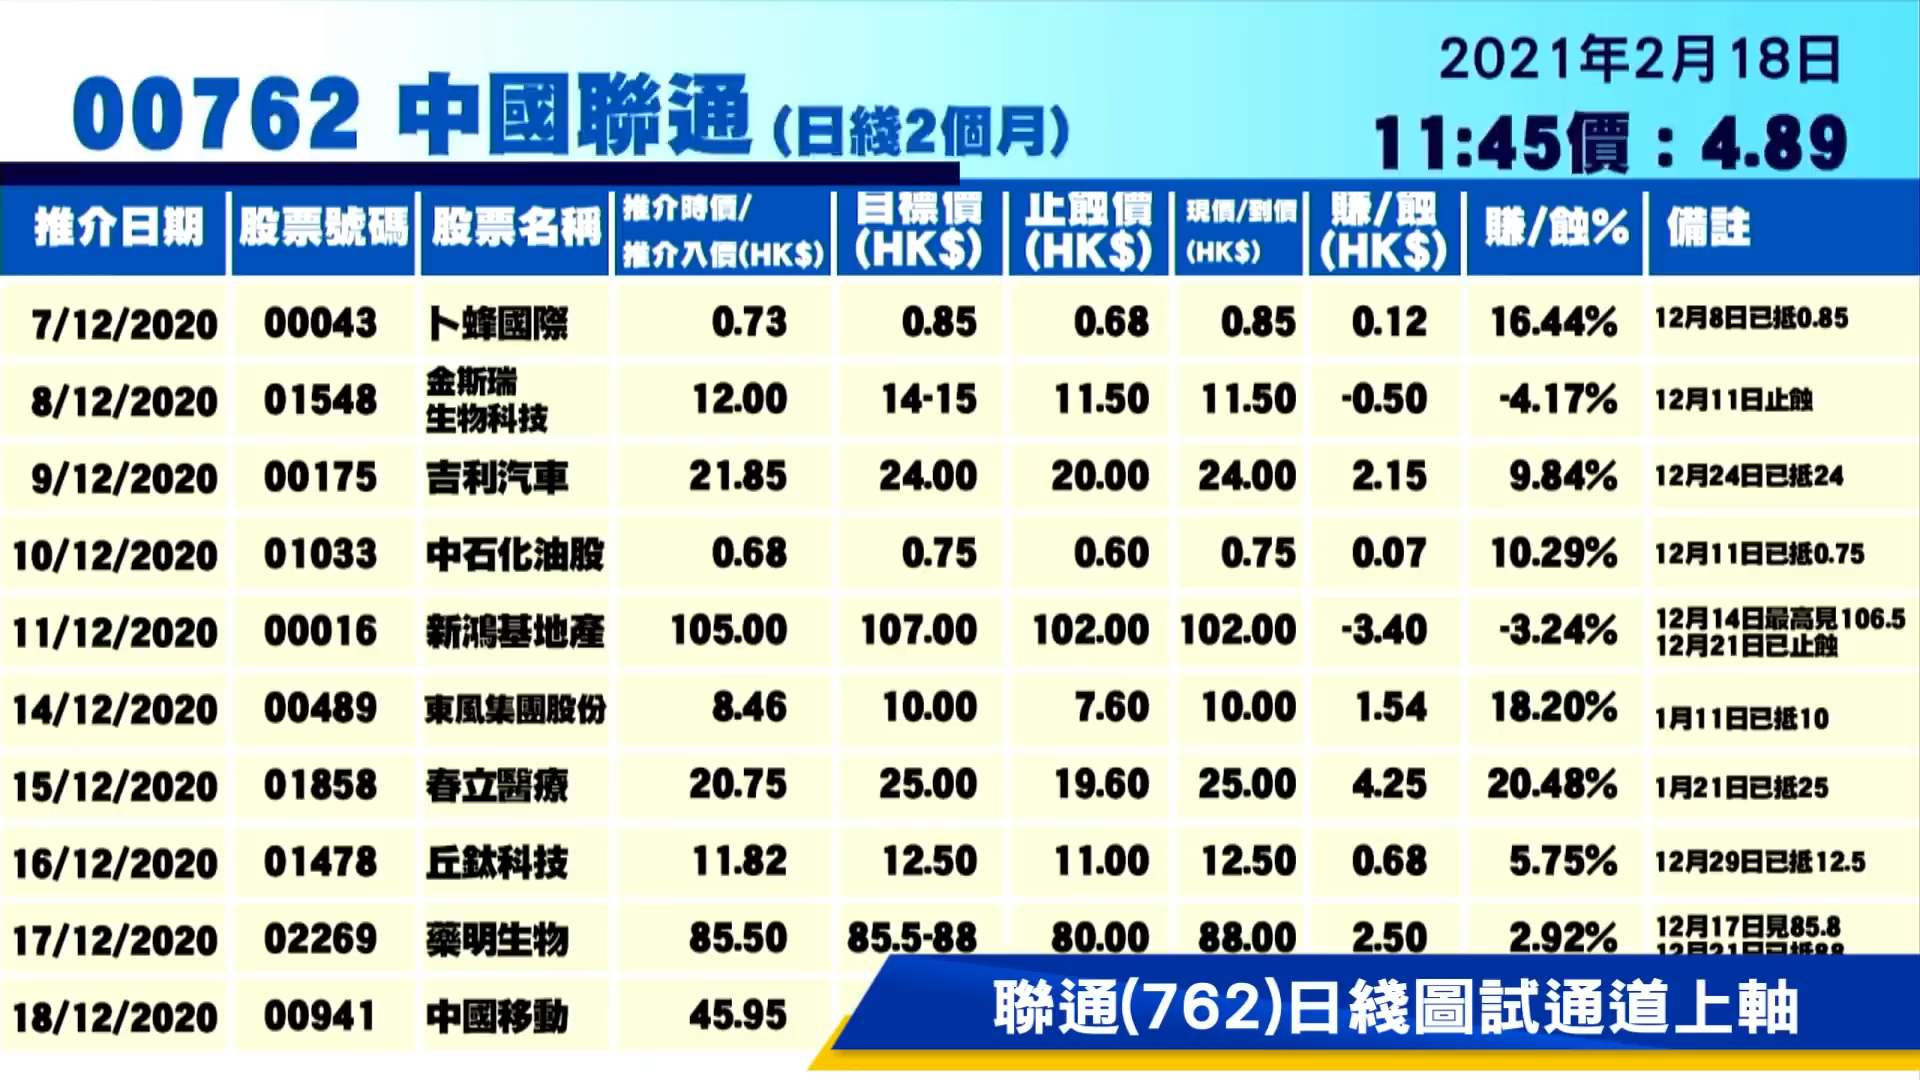 00762 中國聯通 (日綫2個月)
2021年2月18日
11:45價：4.89
推介日期 股票號碼 股票名稱 推介時價/推介入價(HK$) 目標價(HK$) 止蝕價(HK$) 現價/到價(HK$) 賺/蝕(HK$) 賺/蝕% 備註
7/12/2020 00043 卜蜂國際 0.73 0.85 0.68 0.85 0.12 16.44% 12月8日已抵0.85
8/12/2020 01548 金斯瑞生物科技 12.00 14-15 11.50 11.50 -0.50 -4.17% 12月11日止蝕
9/12/2020 00175 吉利汽車 21.85 24.00 20.00 24.00 2.15 9.84% 12月24日已抵24
10/12/2020 01033 中石化油股 0.68 0.75 0.60 0.75 0.07 10.29% 12月11日已抵0.75
11/12/2020 00016 新鴻基地產 105.00 107.00 102.00 102.00 -3.40 -3.24% 12月14日最高見106.5 12月21日已止蝕
14/12/2020 00489 東風集團股份 8.46 10.00 7.60 10.00 1.54 18.20% 1月11日已抵10
15/12/2020 01858 春立醫療 20.75 25.00 19.60 25.00 4.25 20.48% 1月21日已抵25
16/12/2020 01478 丘鈦科技 11.82 12.50 11.00 12.50 0.68 5.75% 12月29日已抵12.5
17/12/2020 02269 藥明生物 85.50 85.5-88 80.00 88.00 2.50 2.92% 12月17日見85.8 12月21日已抵88
18/12/2020 00941 中國移動 45.95
聯通(762)日綫圖試通道上軸